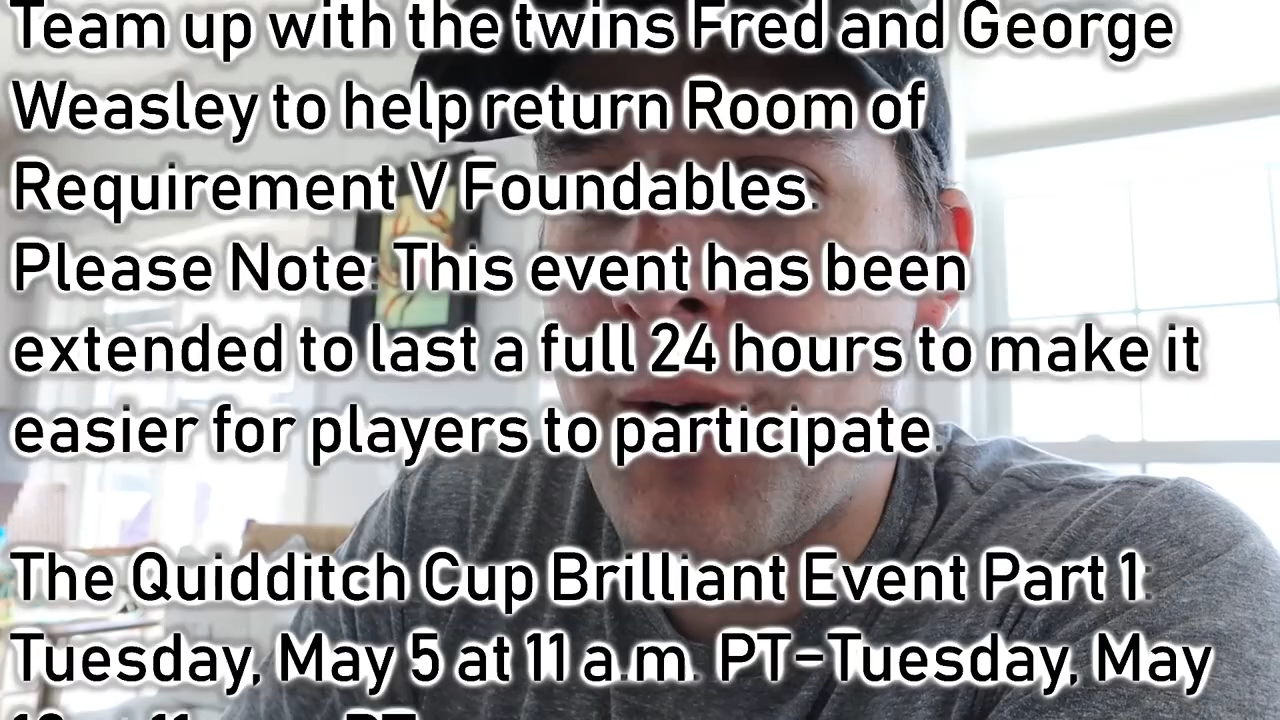 Team up with the twins Fred and George
Weasley to help return Room of
Requirement V Foundables.
Please Note: This event has been
extended to last a full 24 hours to make it
easier for players to participate.
The Quidditch Cup Brilliant Event Part 1:
Tuesday, May 5 at 11 a.m. PT–Tuesday, May